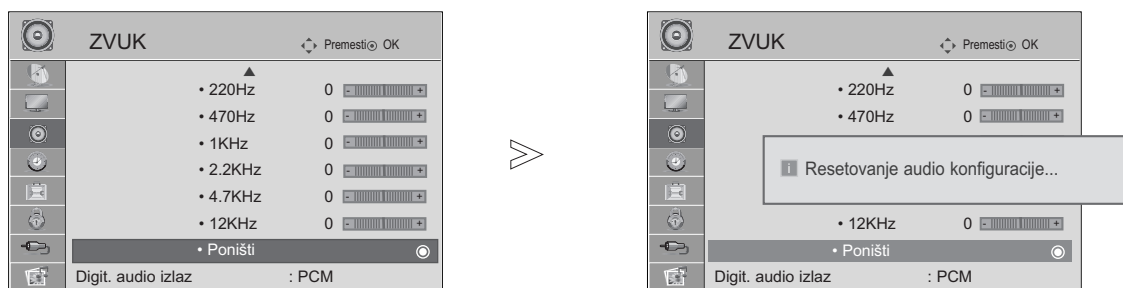 ZVUK Premesti OK
• 220Hz 0 - +
• 470Hz 0 - +
• 1KHz 0 - +
• 2.2KHz 0 - +
• 4.7KHz 0 - +
• 12KHz 0 - +
• Poništi
Digit. audio izlaz : PCM
ZVUK Premesti OK
• 220Hz 0 - +
• 470Hz 0 - +
i Resetovanje audio konfiguracije...
• 12KHz 0 - +
• Poništi
Digit. audio izlaz : PCM